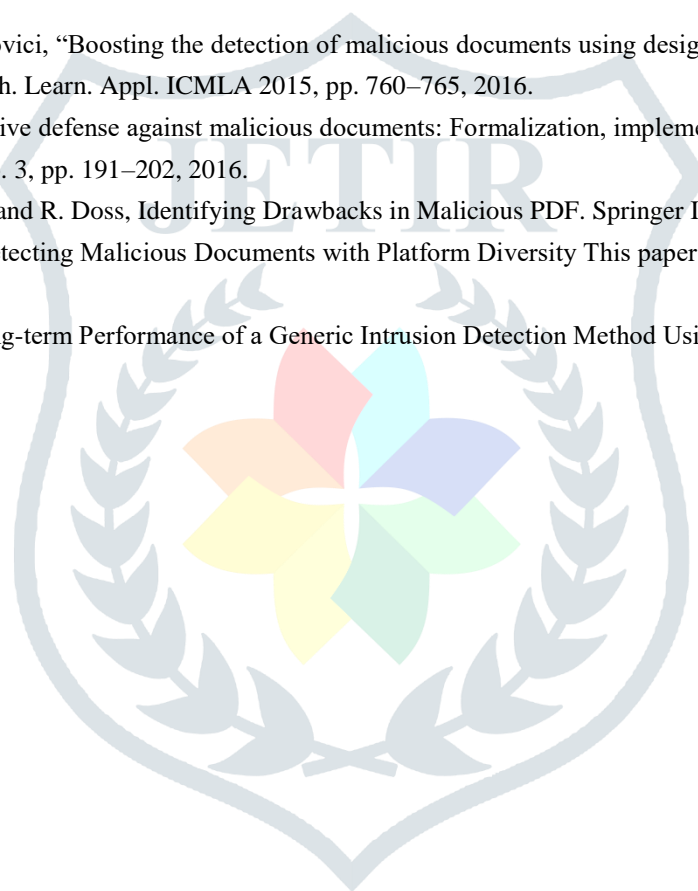 ovici, “Boosting the detection of malicious documents using desig
h. Learn. Appl. ICMLA 2015, pp. 760–765, 2016.
ive defense against malicious documents: Formalization, impleme
. 3, pp. 191–202, 2016.
JETIR
and R. Doss, Identifying Drawbacks in Malicious PDF. Springer I
tecting Malicious Documents with Platform Diversity This paper
g-term Performance of a Generic Intrusion Detection Method Usi